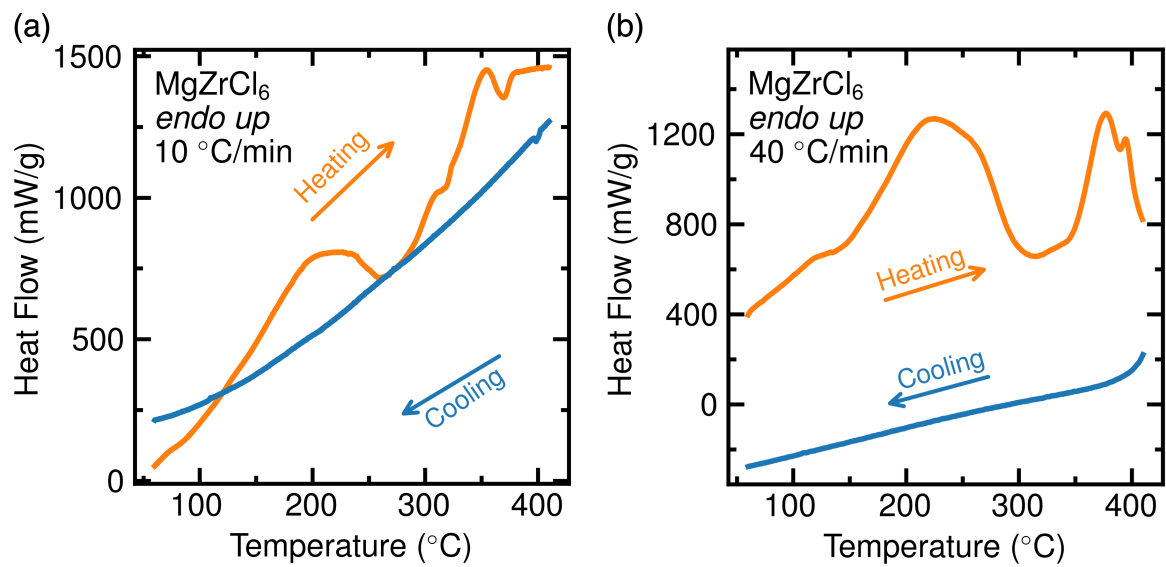 (a)
1500
1000
500
0
Heat Flow (mW/g)
MgZrCl₆
endo up
10 °C/min
Heating
Cooling
100
200
300
400
Temperature (°C)
(b)
1200
800
400
0
Heat Flow (mW/g)
MgZrCl₆
endo up
40 °C/min
Heating
Cooling
100
200
300
400
Temperature (°C)